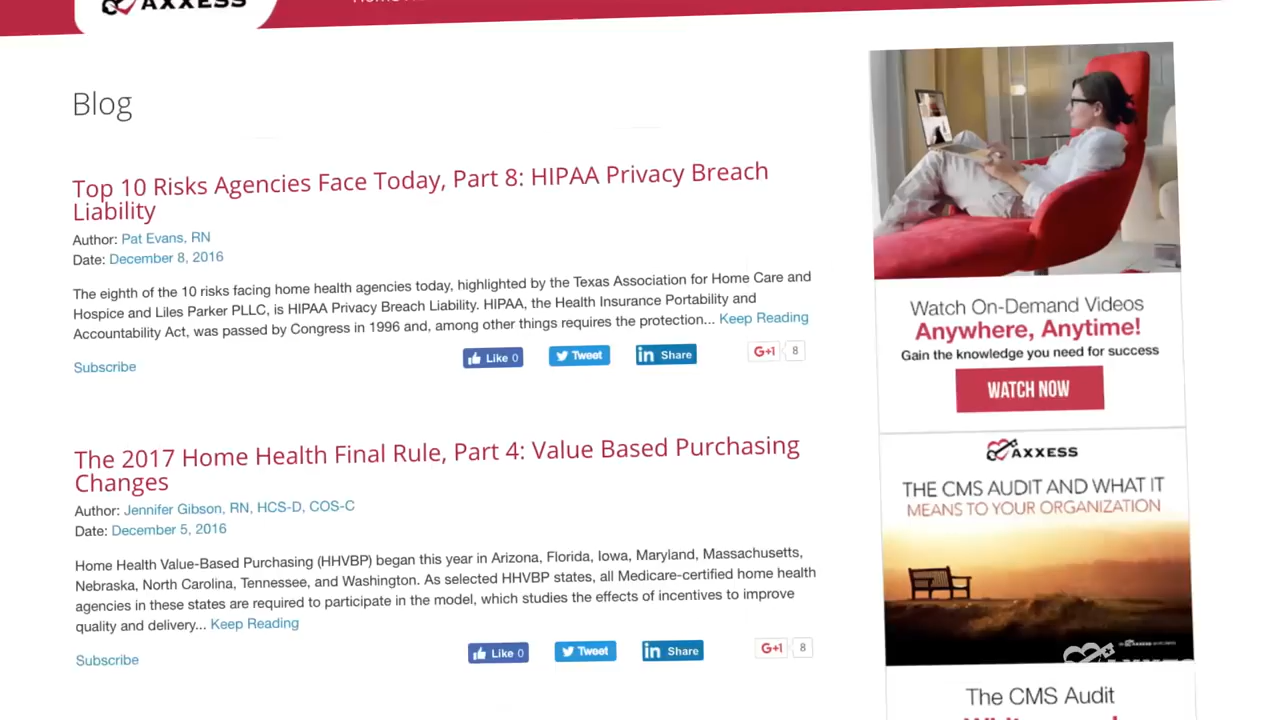 AXXESS
Blog
Top 10 Risks Agencies Face Today, Part 8: HIPAA Privacy Breach
Liability
Author: Pat Evans, RN
Date: December 8, 2016
The eighth of the 10 risks facing home health agencies today, highlighted by the Texas Association for Home Care and
Hospice and Liles Parker PLLC, is HIPAA Privacy Breach Liability. HIPAA, the Health Insurance Portability and
Accountability Act, was passed by Congress in 1996 and, among other things requires the protection... Keep Reading
Subscribe
Like 0
Tweet
in Share
G+1 8
The 2017 Home Health Final Rule, Part 4: Value Based Purchasing
Changes
Author: Jennifer Gibson, RN, HCS-D, COS-C
Date: December 5, 2016
Home Health Value-Based Purchasing (HHVBP) began this year in Arizona, Florida, Iowa, Maryland, Massachusetts,
Nebraska, North Carolina, Tennessee, and Washington. As selected HHVBP states, all Medicare-certified home health
agencies in these states are required to participate in the model, which studies the effects of incentives to improve
quality and delivery... Keep Reading
Subscribe
Like 0
Tweet
in Share
G+1 8
Watch On-Demand Videos
Anywhere, Anytime!
Gain the knowledge you need for success
WATCH NOW
AXXESS
THE CMS AUDIT AND WHAT IT
MEANS TO YOUR ORGANIZATION
The CMS Audit